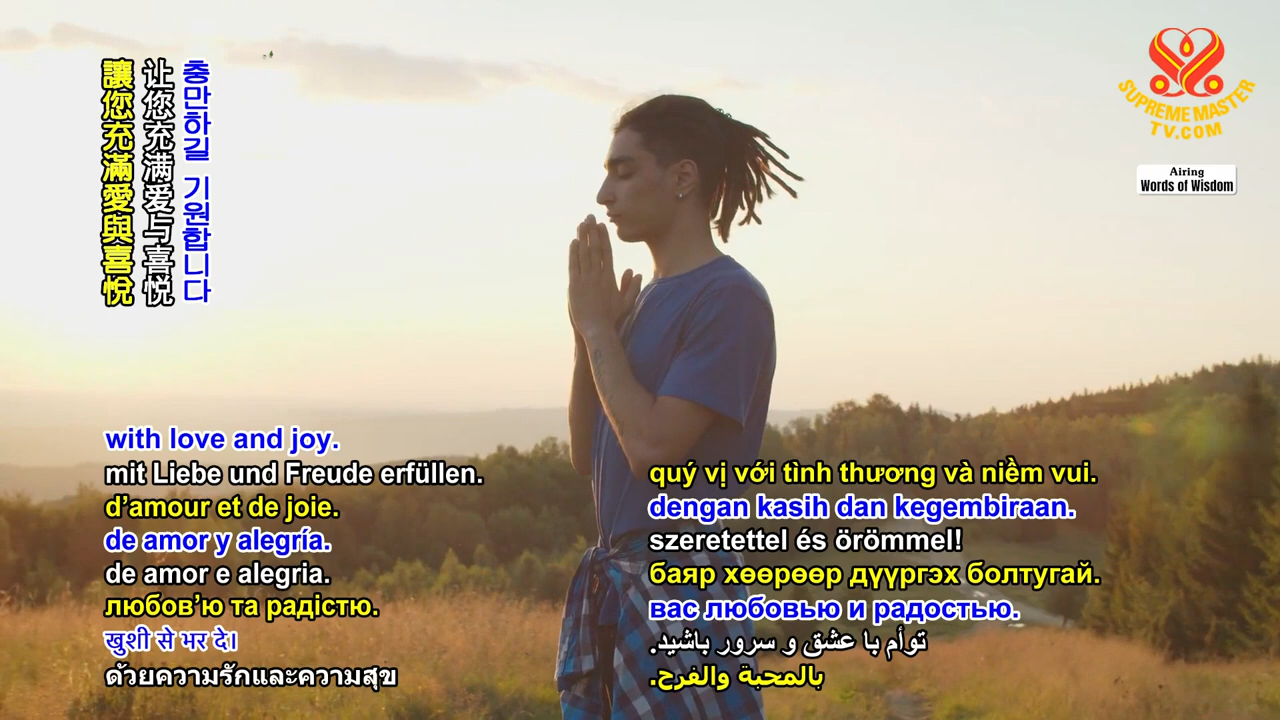 충만하길 기원합니다
让您充满爱与喜悦
讓您充滿愛與喜悅
SUPREME MASTER
TV.COM
Airing
Words of Wisdom
with love and joy.
mit Liebe und Freude erfüllen.
d’amour et de joie.
de amor y alegría.
de amor e alegria.
любов’ю та радістю.
खुशी से भर दे।
ด้วยความรักและความสุข
quý vị với tình thương và niềm vui.
dengan kasih dan kegembiraan.
szeretettel és örömmel!
баяр хөөрөөр дүүргэх болтугай.
вас любовью и радостью.
توأم با عشق و سرور باشید.
بالمحبة والفرح.